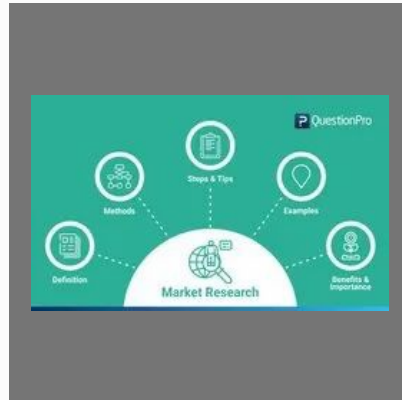 QuestionPro
Steps & Tips
Methods
Examples
Definition
Benefits &
Importance
Market Research